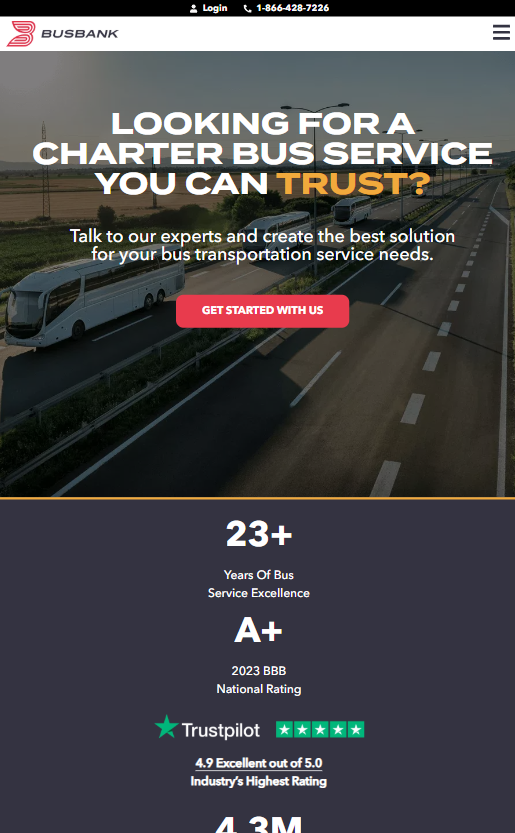 Login 1-866-428-7226
BUSBANK
LOOKING FOR A
CHARTER BUS SERVICE
YOU CAN TRUST?
Talk to our experts and create the best solution
for your bus transportation service needs.
GET STARTED WITH US
23+
Years Of Bus
Service Excellence
A+
2023 BBB
National Rating
Trustpilot
4.9 Excellent out of 5.0
Industry's Highest Rating
4.3M